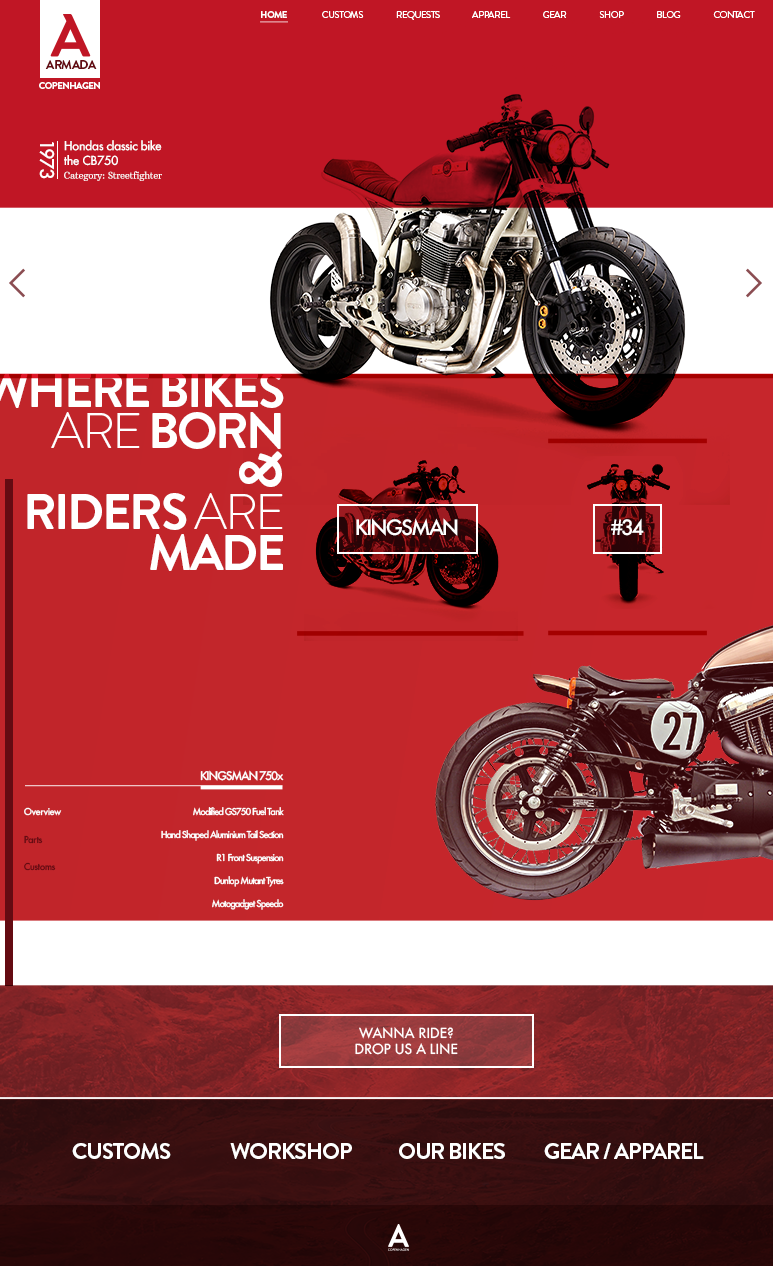 A
ARMADA
COPENHAGEN
HOME CUSTOMS REQUESTS APPAREL GEAR SHOP BLOG CONTACT
1973
Hondas classic bike
the CB750
Category: Streetfighter
WHERE BIKES
ARE BORN
&
RIDERS ARE
MADE
KINGSMAN
#34
27
KINGSMAN 750x
Overview
Parts
Customs
Modified GS750 Fuel Tank
Hand Shaped Aluminium Tail Section
R1 Front Suspension
Dunlop Mutant Tyres
Motogadget Speedo
WANNA RIDE?
DROP US A LINE
CUSTOMS WORKSHOP OUR BIKES GEAR / APPAREL
A
COPENHAGEN